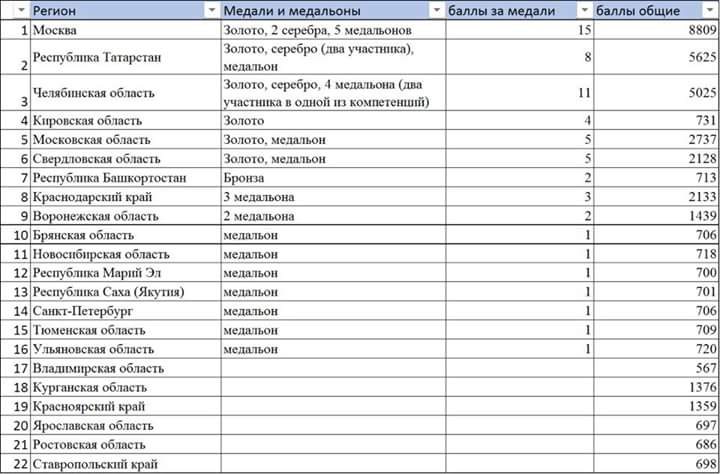 Регион Медали и медальоны баллы за медали баллы общие
1 Москва Золото, 2 серебра, 5 медальонов 15 8809
2 Республика Татарстан Золото, серебро (два участника), 8 5625
медальон
3 Челябинская область Золото, серебро, 4 медальона (два 11 5025
участника в одной из компетенций)
4 Кировская область Золото 4 731
5 Московская область Золото, медальон 5 2737
6 Свердловская область Золото, медальон 5 2128
7 Республика Башкортостан Бронза 2 713
8 Краснодарский край 3 медальона 3 2133
9 Воронежская область 2 медальона 2 1439
10 Брянская область медальон 1 706
11 Новосибирская область медальон 1 718
12 Республика Марий Эл медальон 1 700
13 Республика Саха (Якутия) медальон 1 701
14 Санкт-Петербург медальон 1 706
15 Тюменская область медальон 1 709
16 Ульяновская область медальон 1 720
17 Владимирская область 567
18 Курганская область 1376
19 Красноярский край 1359
20 Ярославская область 697
21 Ростовская область 686
22 Ставропольский край 698